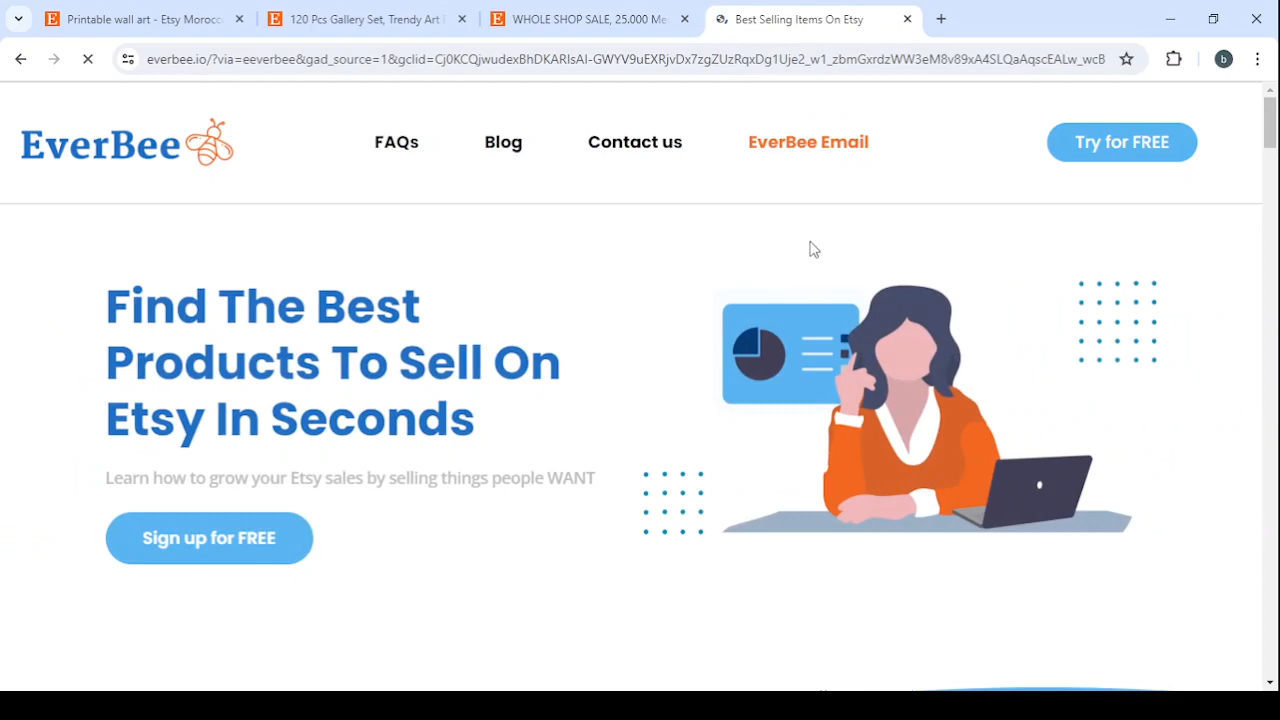 Printable wall art - Etsy Morocc
120 Pcs Gallery Set, Trendy Art
WHOLE SHOP SALE, 25.000 Me
Best Selling Items On Etsy
everbee.io/?via=eeverbee&gad_source=1&gclid=Cj0KCQjwudexBhDKARIsAI-GWYV9uEXRjvDx7zgZUzRqxDg1Uje2_w1_zbmGxrdzWW3eM8v89xA4SLQaAqscEALw_wcB
b
EverBee
FAQs
Blog
Contact us
EverBee Email
Try for FREE
Find The Best
Products To Sell On
Etsy In Seconds
Learn how to grow your Etsy sales by selling things people WANT
Sign up for FREE